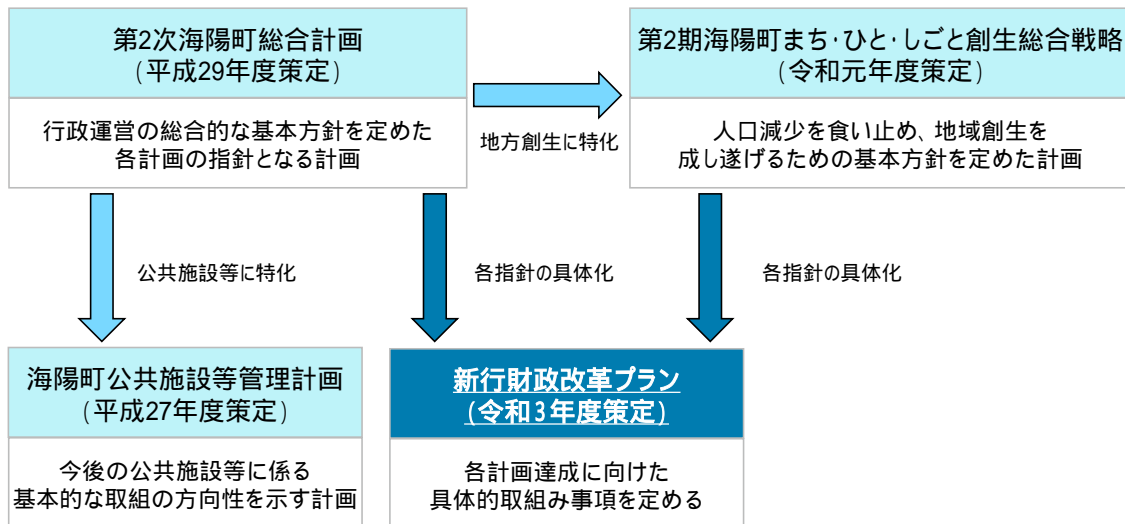 第2次海陽町総合計画
(平成29年度策定)
行政運営の総合的な基本方針を定めた
各計画の指針となる計画
地方創生に特化
第2期海陽町まち・ひと・しごと創生総合戦略
(令和元年度策定)
人口減少を食い止め、地域創生を
成し遂げるための基本方針を定めた計画
公共施設等に特化
各指針の具体化
各指針の具体化
海陽町公共施設等管理計画
(平成27年度策定)
今後の公共施設等に係る
基本的な取組の方向性を示す計画
新行財政改革プラン
(令和3年度策定)
各計画達成に向けた
具体的取組み事項を定める